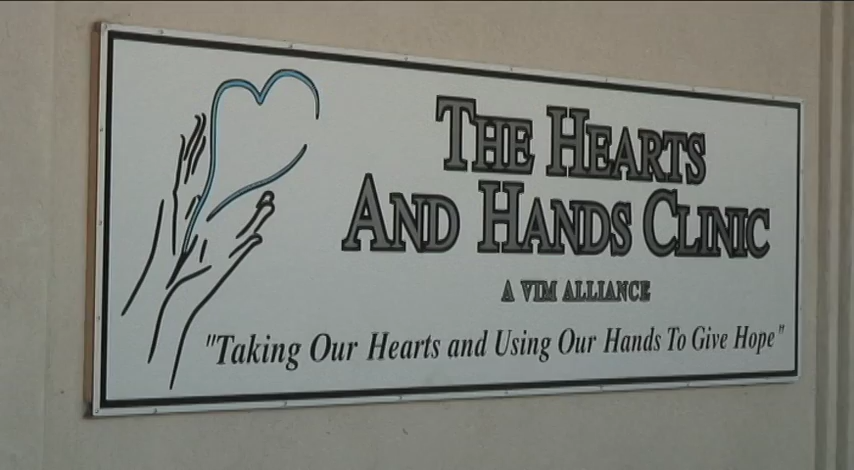 THE HEARTS
AND HANDS CLINIC
A VIM ALLIANCE
"Taking Our Hearts and Using Our Hands To Give Hope"